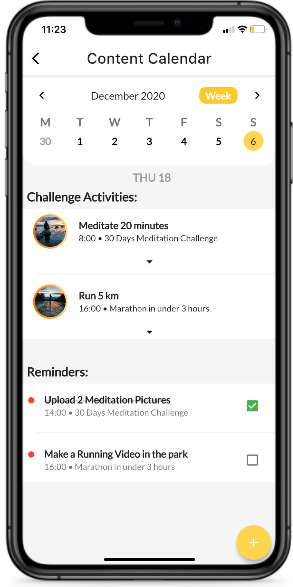 11:23
Content Calendar
December 2020
Week
M T W T F S S
30 1 2 3 4 5 6
THU 18
Challenge Activities:
Meditate 20 minutes
8:00 • 30 Days Meditation Challenge
Run 5 km
16:00 • Marathon in under 3 hours
Reminders:
Upload 2 Meditation Pictures
14:00 • 30 Days Meditation Challenge
Make a Running Video in the park
16:00 • Marathon in under 3 hours
+